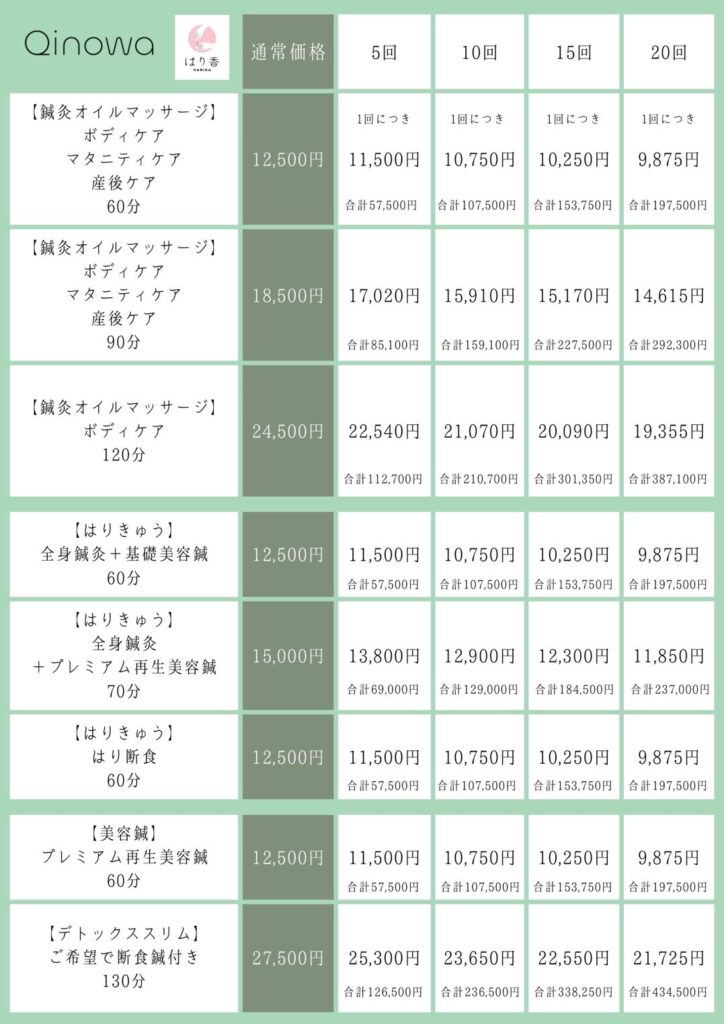 Qinowa
はり香
HARIKA
通常価格
5回
10回
15回
20回
【鍼灸オイルマッサージ】
ボディケア
マタニティケア
産後ケア
60分
12,500円
1回につき
11,500円
合計57,500円
1回につき
10,750円
合計107,500円
1回につき
10,250円
合計153,750円
1回につき
9,875円
合計197,500円
【鍼灸オイルマッサージ】
ボディケア
マタニティケア
産後ケア
90分
18,500円
17,020円
合計85,100円
15,910円
合計159,100円
15,170円
合計227,500円
14,615円
合計292,300円
【鍼灸オイルマッサージ】
ボディケア
120分
24,500円
22,540円
合計112,700円
21,070円
合計210,700円
20,090円
合計301,350円
19,355円
合計387,100円
【はりきゅう】
全身鍼灸＋基礎美容鍼
60分
12,500円
11,500円
合計57,500円
10,750円
合計107,500円
10,250円
合計153,750円
9,875円
合計197,500円
【はりきゅう】
全身鍼灸
＋プレミアム再生美容鍼
70分
15,000円
13,800円
合計69,000円
12,900円
合計129,000円
12,300円
合計184,500円
11,850円
合計237,000円
【はりきゅう】
はり断食
60分
12,500円
11,500円
合計57,500円
10,750円
合計107,500円
10,250円
合計153,750円
9,875円
合計197,500円
【美容鍼】
プレミアム再生美容鍼
60分
12,500円
11,500円
合計57,500円
10,750円
合計107,500円
10,250円
合計153,750円
9,875円
合計197,500円
【デトックススリム】
ご希望で断食鍼付き
130分
27,500円
25,300円
合計126,500円
23,650円
合計236,500円
22,550円
合計338,250円
21,725円
合計434,500円